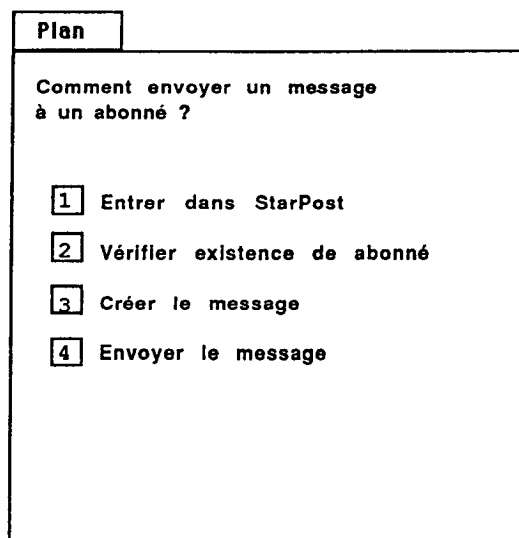 Plan
Comment envoyer un message
à un abonné ?
1 Entrer dans StarPost
2 Vérifier existence de abonné
3 Créer le message
4 Envoyer le message